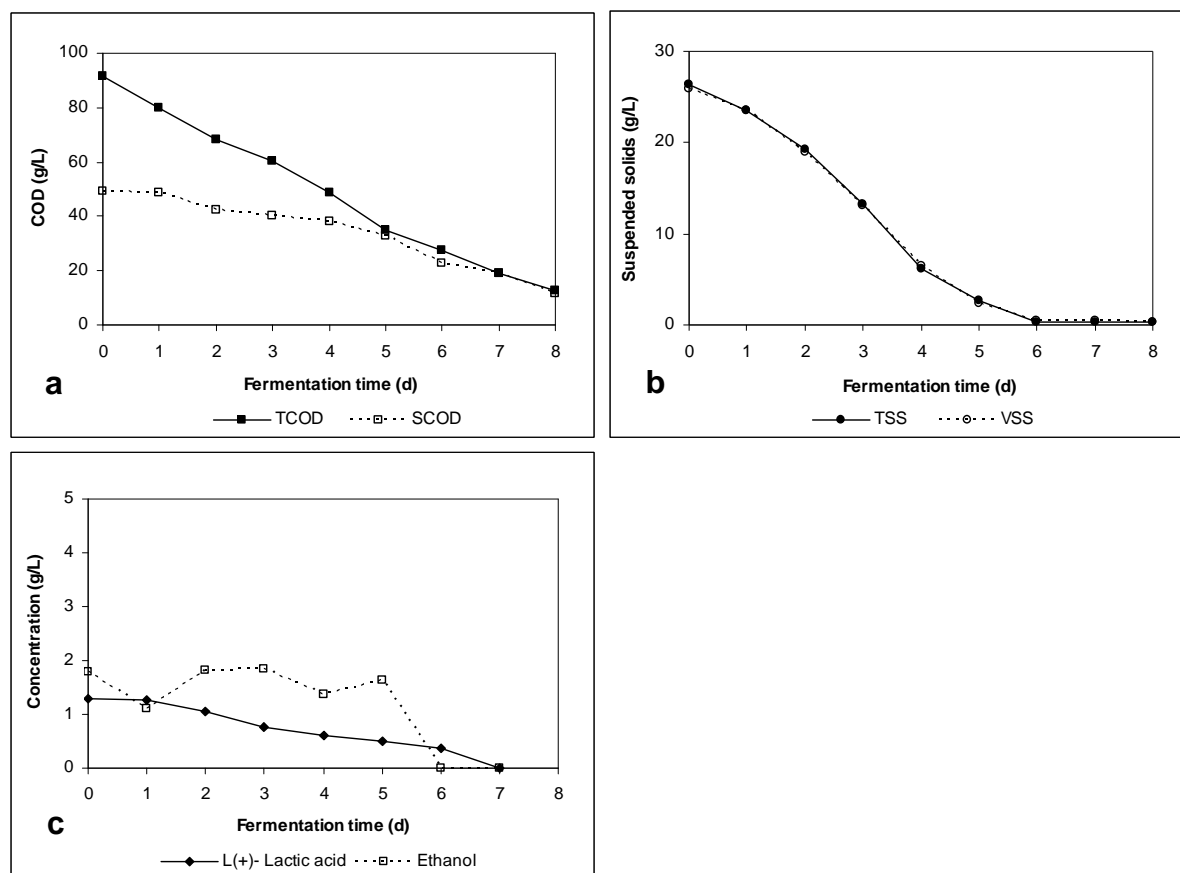 COD (g/L)
100
80
60
40
20
0
0 1 2 3 4 5 6 7 8
Fermentation time (d)
a
TCOD SCOD
Suspended solids (g/L)
30
20
10
0
0 1 2 3 4 5 6 7 8
Fermentation time (d)
b
TSS VSS
Concentration (g/L)
5
4
3
2
1
0
0 1 2 3 4 5 6 7 8
Fermentation time (d)
c
L(+)- Lactic acid Ethanol